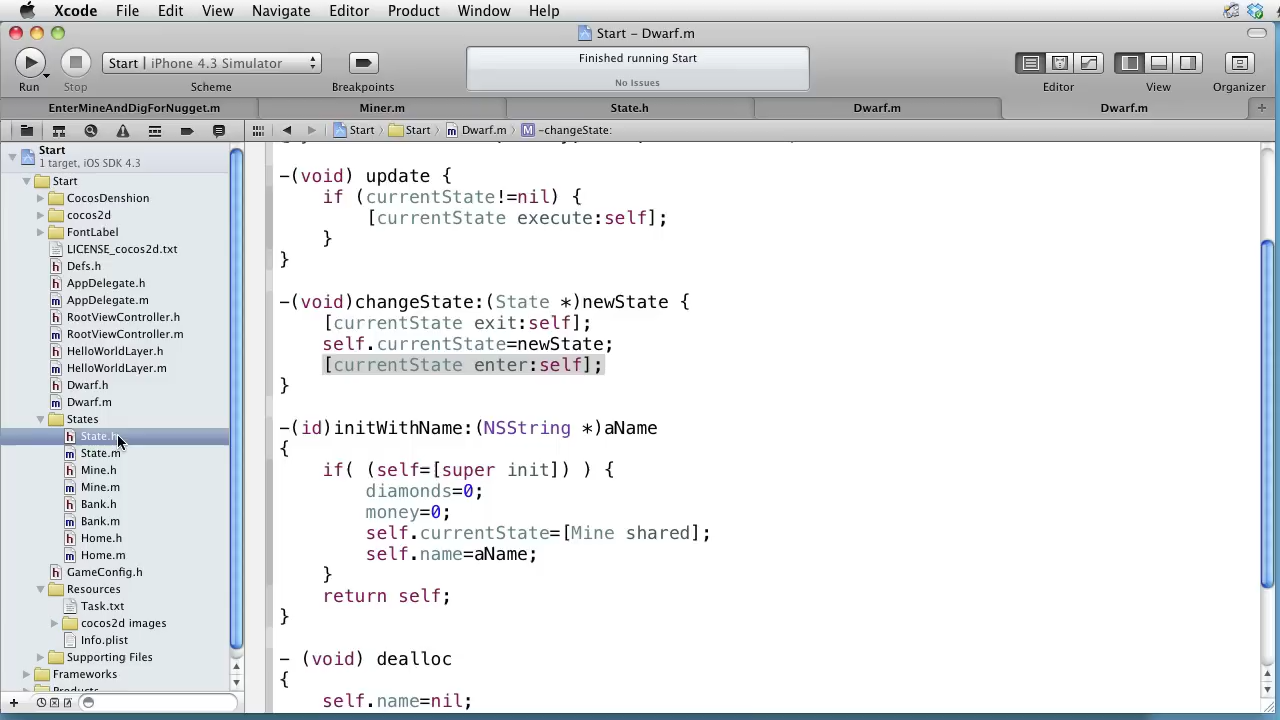 Xcode File Edit View Navigate Editor Product Window Help
Start – Dwarf.m
Start | iPhone 4.3 Simulator
Finished running Start
No Issues
Run Stop Scheme Breakpoints Editor View Organizer
EnterMineAndDigForNugget.m Miner.m State.h Dwarf.m Dwarf.m
Start Start Dwarf.m M -changeState:
Start
1 target, iOS SDK 4.3
Start
CocosDenshion
cocos2d
FontLabel
LICENSE_cocos2d.txt
Defs.h
AppDelegate.h
AppDelegate.m
RootViewController.h
RootViewController.m
HelloWorldLayer.h
HelloWorldLayer.m
Dwarf.h
Dwarf.m
States
State.h
State.m
Mine.h
Mine.m
Bank.h
Bank.m
Home.h
Home.m
GameConfig.h
Resources
Task.txt
cocos2d images
Info.plist
Supporting Files
Frameworks
Products
-(void) update {
if (currentState!=nil) {
[currentState execute:self];
}
}
-(void)changeState:(State *)newState {
[currentState exit:self];
self.currentState=newState;
[currentState enter:self];
}
-(id)initWithName:(NSString *)aName
{
if( (self=[super init]) ) {
diamonds=0;
money=0;
self.currentState=[Mine shared];
self.name=aName;
}
return self;
}
- (void) dealloc
{
self.name=nil;